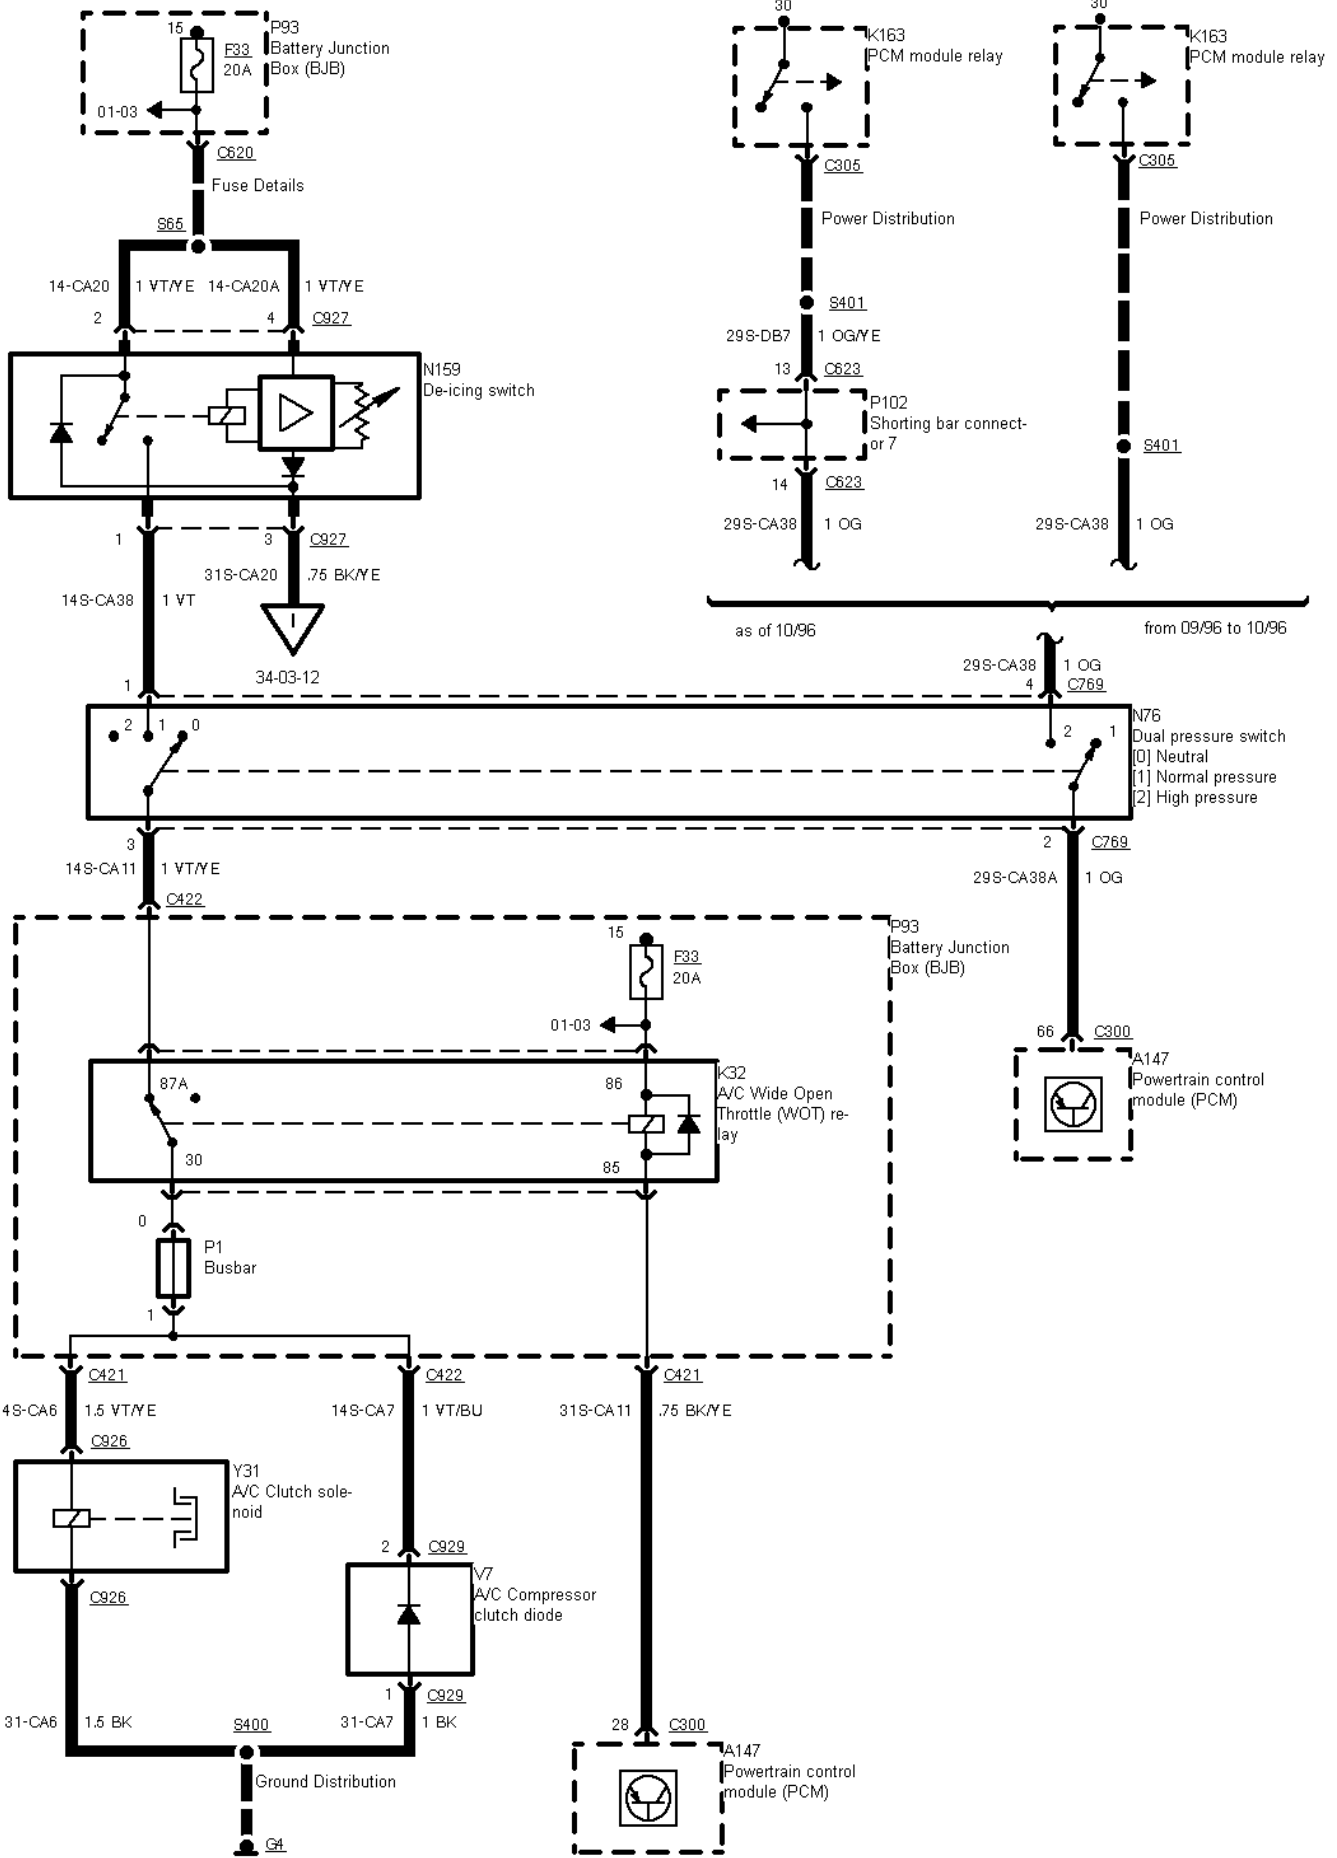 15
F33
20A
01-03
P93
Battery Junction
Box (BJB)
C620
Fuse Details
S65
14-CA20
1 VT/YE
14-CA20A
1 VT/YE
2
4
C927
N159
De-icing switch
1
3
C927
31S-CA20
.75 BK/YE
14S-CA38
1 VT
I
34-03-12
30
K163
PCM module relay
C305
Power Distribution
S401
29S-DB7
1 OG/YE
13
C623
P102
Shorting bar connect-
or 7
14
C623
29S-CA38
1 OG
30
K163
PCM module relay
C305
Power Distribution
S401
29S-CA38
1 OG
as of 10/96
from 09/96 to 10/96
29S-CA38
1 OG
4
C769
1
2
1
0
2
1
N76
Dual pressure switch
[0] Neutral
[1] Normal pressure
[2] High pressure
3
14S-CA11
1 VT/YE
C422
2
C769
29S-CA38A
1 OG
15
F33
20A
01-03
P93
Battery Junction
Box (BJB)
66
C300
A147
Powertrain control
module (PCM)
87A
30
86
85
K32
A/C Wide Open
Throttle (WOT) re-
lay
0
P1
Busbar
1
C421
C422
C421
4S-CA6
1.5 VT/YE
14S-CA7
1 VT/BU
31S-CA11
.75 BK/YE
C926
Y31
A/C Clutch sole-
noid
C926
2
C929
V7
A/C Compressor
clutch diode
1
C929
31-CA6
1.5 BK
S400
31-CA7
1 BK
Ground Distribution
G4
28
C300
A147
Powertrain control
module (PCM)